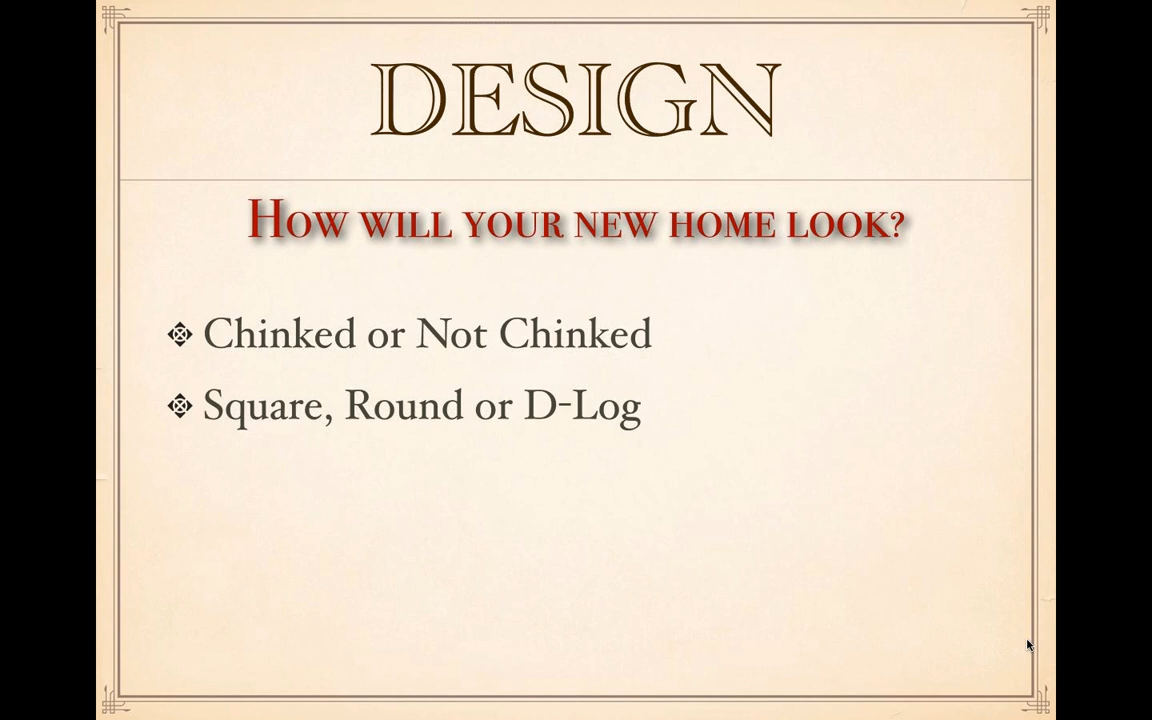 DESIGN
How will your new home look?
Chinked or Not Chinked
Square, Round or D-Log